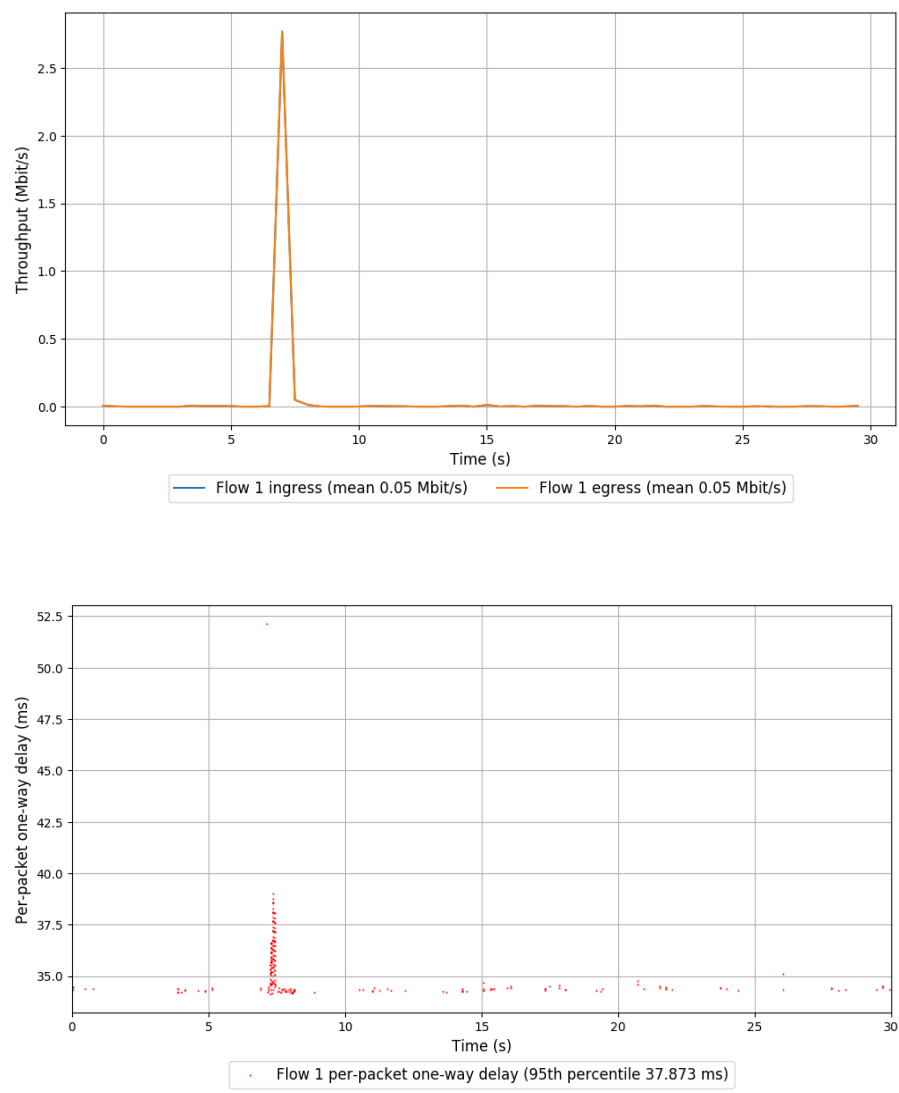 2.5
2.0
1.5
1.0
0.5
0.0
Throughput (Mbit/s)
0 5 10 15 20 25 30
Time (s)
Flow 1 ingress (mean 0.05 Mbit/s) Flow 1 egress (mean 0.05 Mbit/s)
52.5
50.0
47.5
45.0
42.5
40.0
37.5
35.0
Per-packet one-way delay (ms)
0 5 10 15 20 25 30
Time (s)
Flow 1 per-packet one-way delay (95th percentile 37.873 ms)